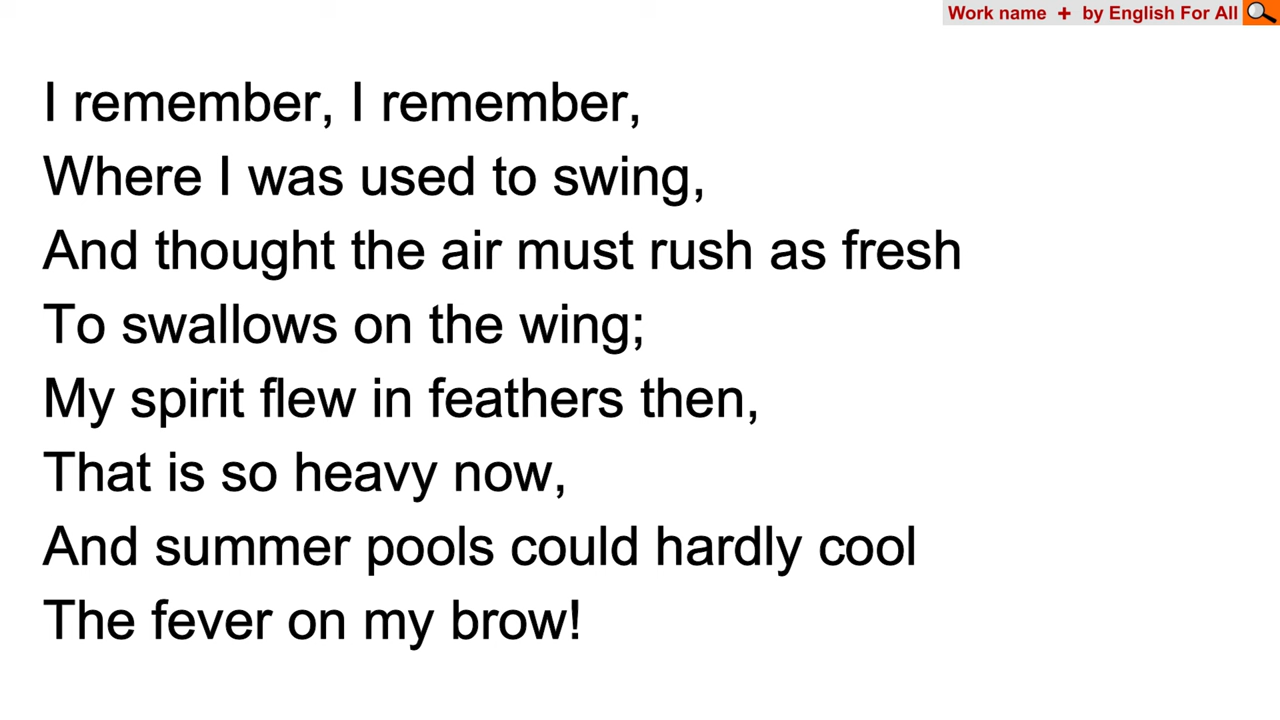 Work name + by English For All
I remember, I remember,
Where I was used to swing,
And thought the air must rush as fresh
To swallows on the wing;
My spirit flew in feathers then,
That is so heavy now,
And summer pools could hardly cool
The fever on my brow!